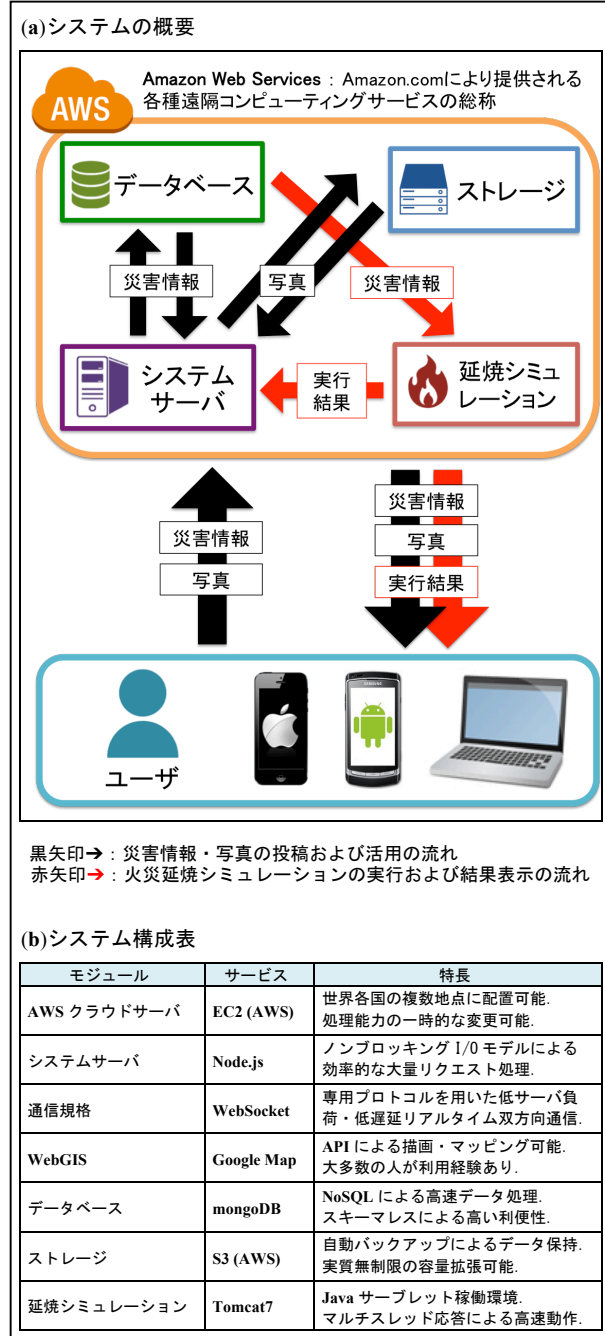 (a)システムの概要
Amazon Web Services：Amazon.comにより提供される
各種遠隔コンピューティングサービスの総称
AWS
データベース
ストレージ
災害情報
写真
災害情報
システム
サーバ
実行
結果
延焼シミュ
レーション
災害情報
写真
災害情報
写真
実行結果
SAMSUNG
ユーザ
黒矢印➔：災害情報・写真の投稿および活用の流れ
赤矢印➔：火災延焼シミュレーションの実行および結果表示の流れ
(b)システム構成表
モジュール サービス 特長
AWS クラウドサーバ EC2 (AWS) 世界各国の複数地点に配置可能.
処理能力の一時的な変更可能.
システムサーバ Node.js ノンブロッキング I/O モデルによる
効率的な大量リクエスト処理.
通信規格 WebSocket 専用プロトコルを用いた低サーバ負
荷・低遅延リアルタイム双方向通信.
WebGIS Google Map API による描画・マッピング可能.
大多数の人が利用経験あり.
データベース mongoDB NoSQL による高速データ処理.
スキーマレスによる高い利便性.
ストレージ S3 (AWS) 自動バックアップによるデータ保持.
実質無制限の容量拡張可能.
延焼シミュレーション Tomcat7 Java サーブレット稼働環境.
マルチスレッド応答による高速動作.